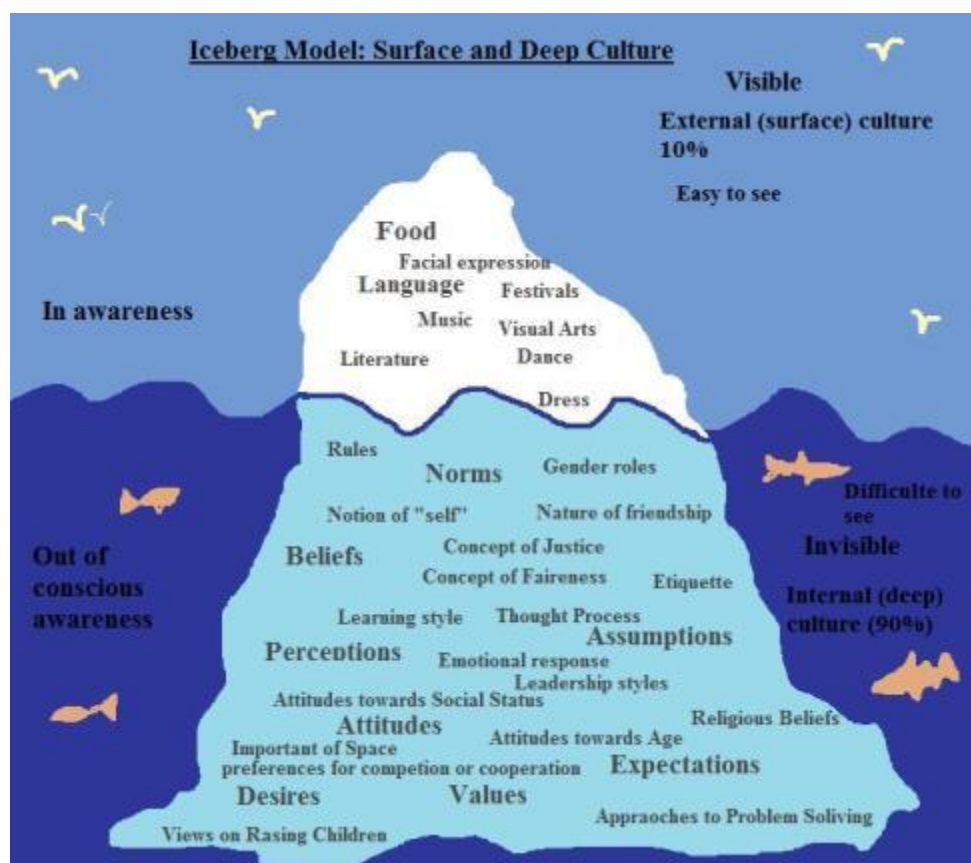 Iceberg Model: Surface and Deep Culture
Visible
External (surface) culture
10%
Easy to see
In awareness
Food
Facial expression
Language
Festivals
Music
Visual Arts
Literature
Dance
Dress
Rules
Norms
Gender roles
Notion of "self"
Nature of friendship
Beliefs
Concept of Justice
Concept of Faireness
Etiquette
Learning style
Thought Process
Assumptions
Perceptions
Emotional response
Leadership styles
Attitudes towards Social Status
Attitudes
Religious Beliefs
Important of Space
Attitudes towards Age
preferences for competion or cooperation
Expectations
Desires
Values
Appraoches to Problem Soliving
Views on Rasing Children
Out of
conscious
awareness
Difficulte to
see
Invisible
Internal (deep)
culture (90%)